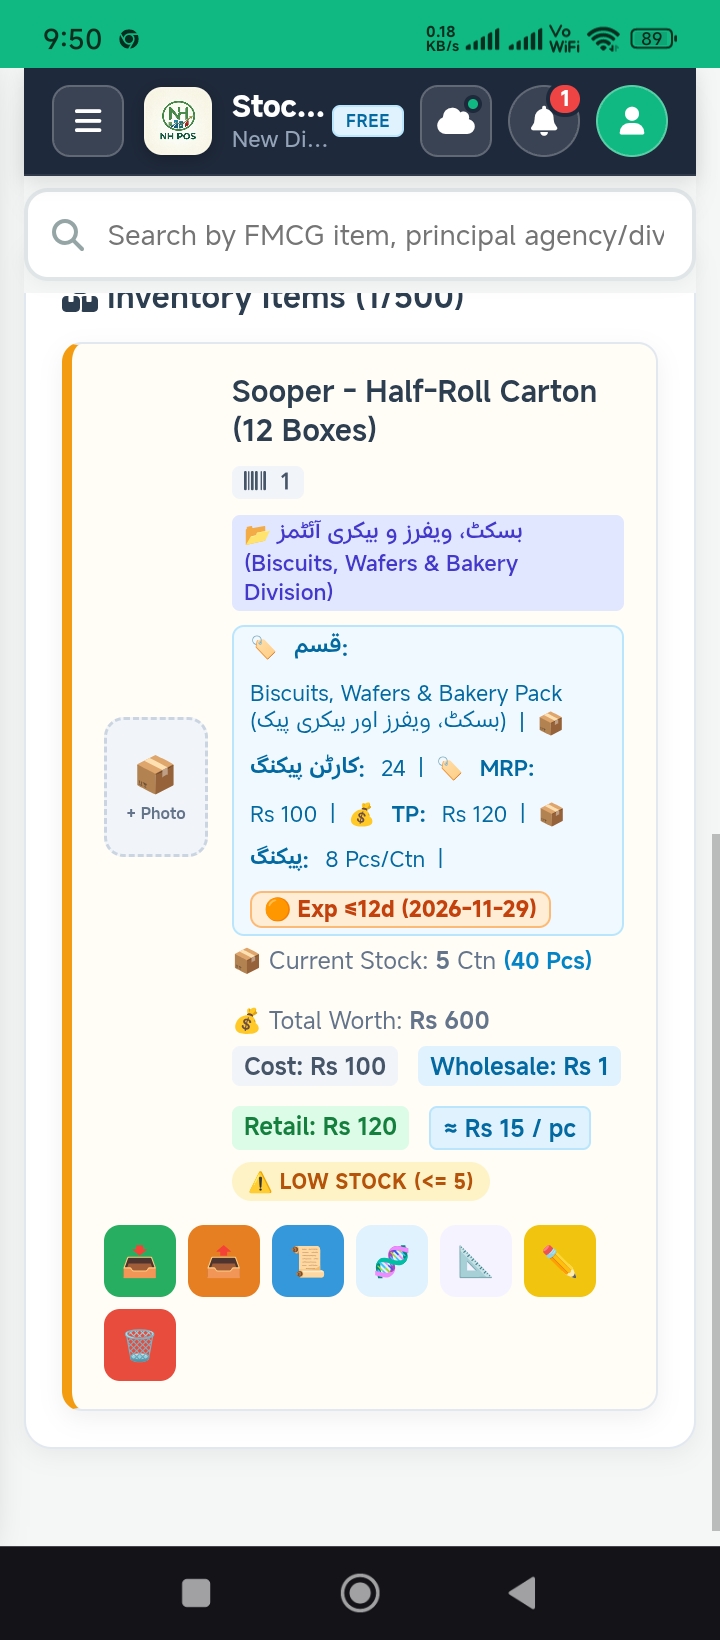 9:50
0.18 KB/s
Vo WiFi
89
NH POS
Stoc...
FREE
New Di...
1
Search by FMCG item, principal agency/div
Inventory Items (1/500)
Sooper - Half-Roll Carton
(12 Boxes)
1
بسکٹ، ویفرز و بیکری آئٹمز
(Biscuits, Wafers & Bakery
Division)
قسم:
Biscuits, Wafers & Bakery Pack
(بسکٹ، ویفرز اور بیکری پیک) |
کارٹن پیکنگ: 24 | MRP:
Rs 100 | TP: Rs 120 |
پیکنگ: 8 Pcs/Ctn |
Exp ≤12d (2026-11-29)
+ Photo
Current Stock: 5 Ctn (40 Pcs)
Total Worth: Rs 600
Cost: Rs 100 Wholesale: Rs 1
Retail: Rs 120 ≈ Rs 15 / pc
LOW STOCK (<= 5)